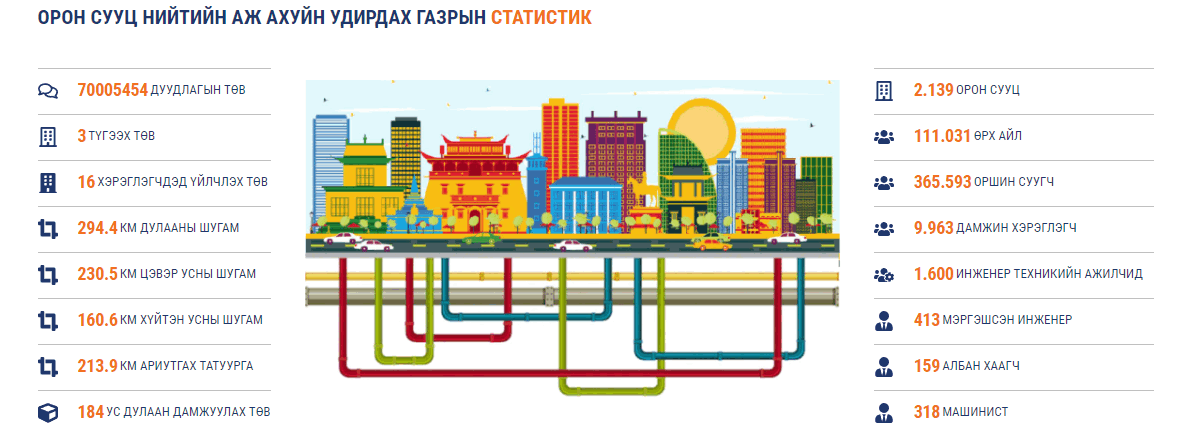 ОРОН СУУЦ НИЙТИЙН АЖ АХУЙН УДИРДАХ ГАЗРЫН СТАТИСТИК
70005454 ДУУДЛАГЫН ТӨВ
3 ТҮГЭЭХ ТӨВ
16 ХЭРЭГЛЭГЧДЭД ҮЙЛЧЛЭХ ТӨВ
294.4 КМ ДУЛААНЫ ШУГАМ
230.5 КМ ЦЭВЭР УСНЫ ШУГАМ
160.6 КМ ХҮЙТЭН УСНЫ ШУГАМ
213.9 КМ АРИУТГАХ ТАТУУРГА
184 УС ДУЛААН ДАМЖУУЛАХ ТӨВ
2.139 ОРОН СУУЦ
111.031 ӨРХ АЙЛ
365.593 ОРШИН СУУГЧ
9.963 ДАМЖИН ХЭРЭГЛЭГЧ
1.600 ИНЖЕНЕР ТЕХНИКИЙН АЖИЛЧИД
413 МЭРГЭШСЭН ИНЖЕНЕР
159 АЛБАН ХААГЧ
318 МАШИНИСТ